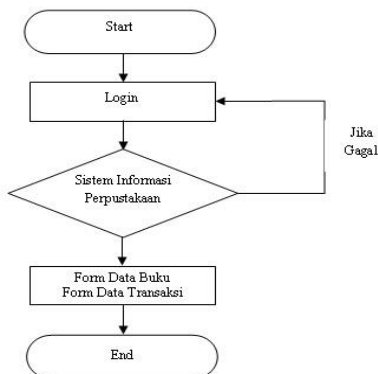 Start
Login
Jika
Gagal
Sistem Informasi
Perpustakaan
Form Data Buku
Form Data Transaksi
End